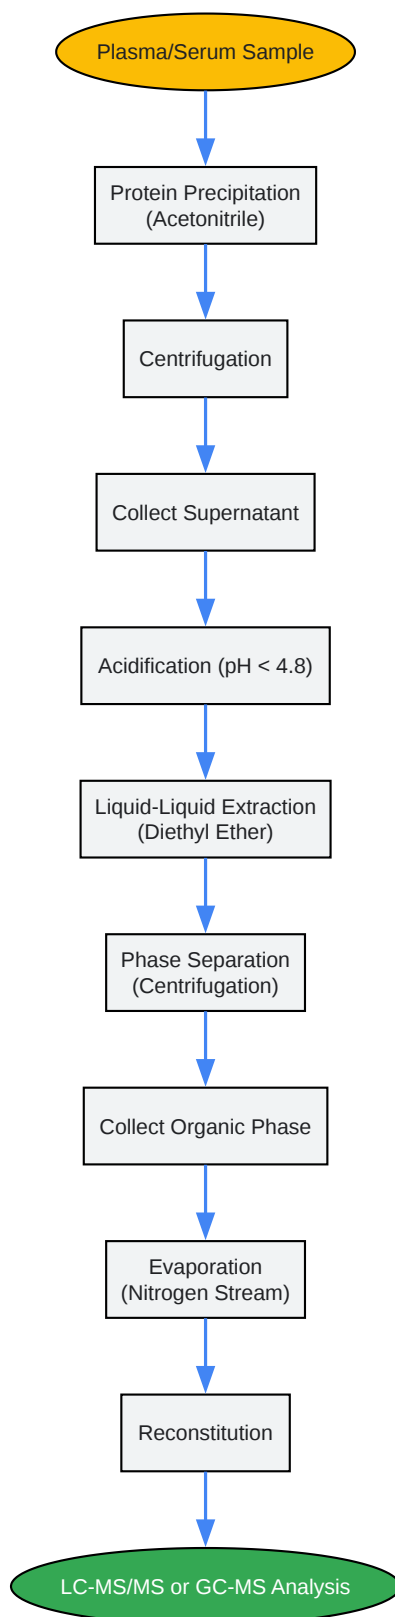 Plasma/Serum Sample
Protein Precipitation
(Acetonitrile)
Centrifugation
Collect Supernatant
Acidification (pH < 4.8)
Liquid-Liquid Extraction
(Diethyl Ether)
Phase Separation
(Centrifugation)
Collect Organic Phase
Evaporation
(Nitrogen Stream)
Reconstitution
LC-MS/MS or GC-MS Analysis